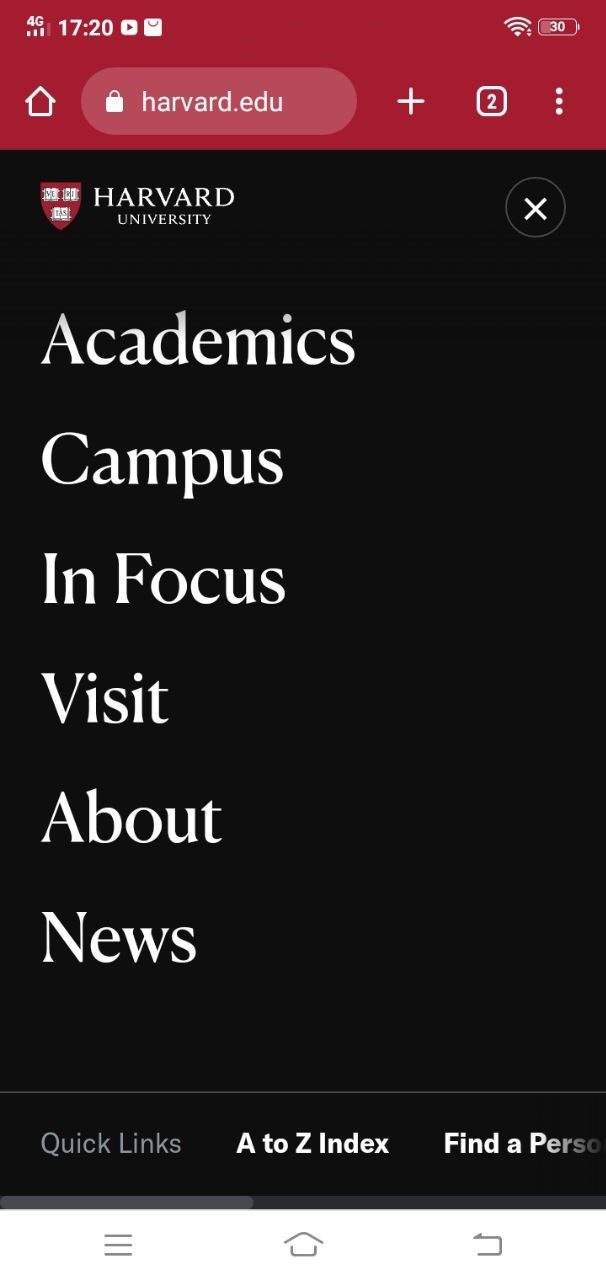 4G 17:20 30
harvard.edu 2
VE RI
TAS
HARVARD
UNIVERSITY
Academics
Campus
In Focus
Visit
About
News
Quick Links A to Z Index Find a Perso